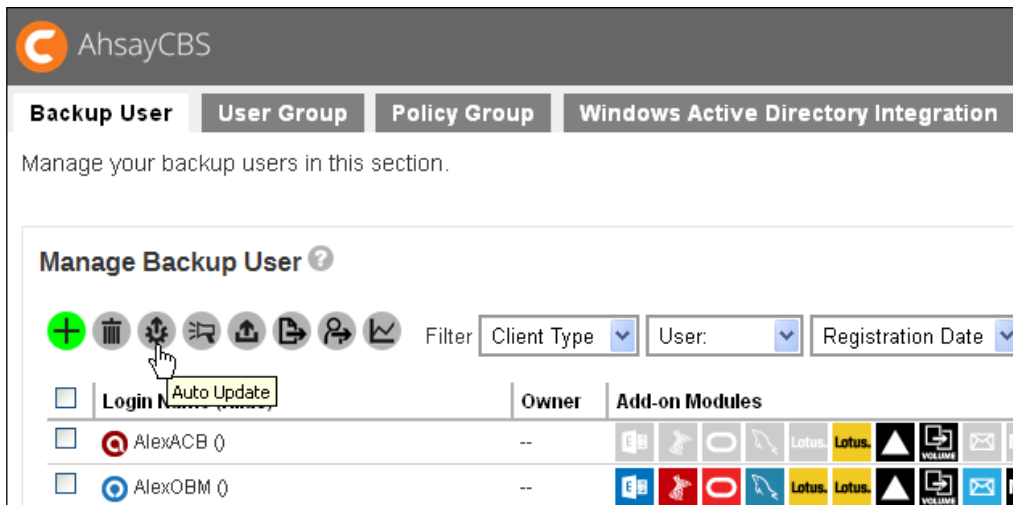 AhsayCBS
Backup User User Group Policy Group Windows Active Directory Integration
Manage your backup users in this section.
Manage Backup User ?
Filter Client Type User: Registration Date
Auto Update
Login Owner Add-on Modules
AlexACB () -- Lotus. Lotus. VOLUME
AlexOBM () -- Lotus. Lotus. VOLUME